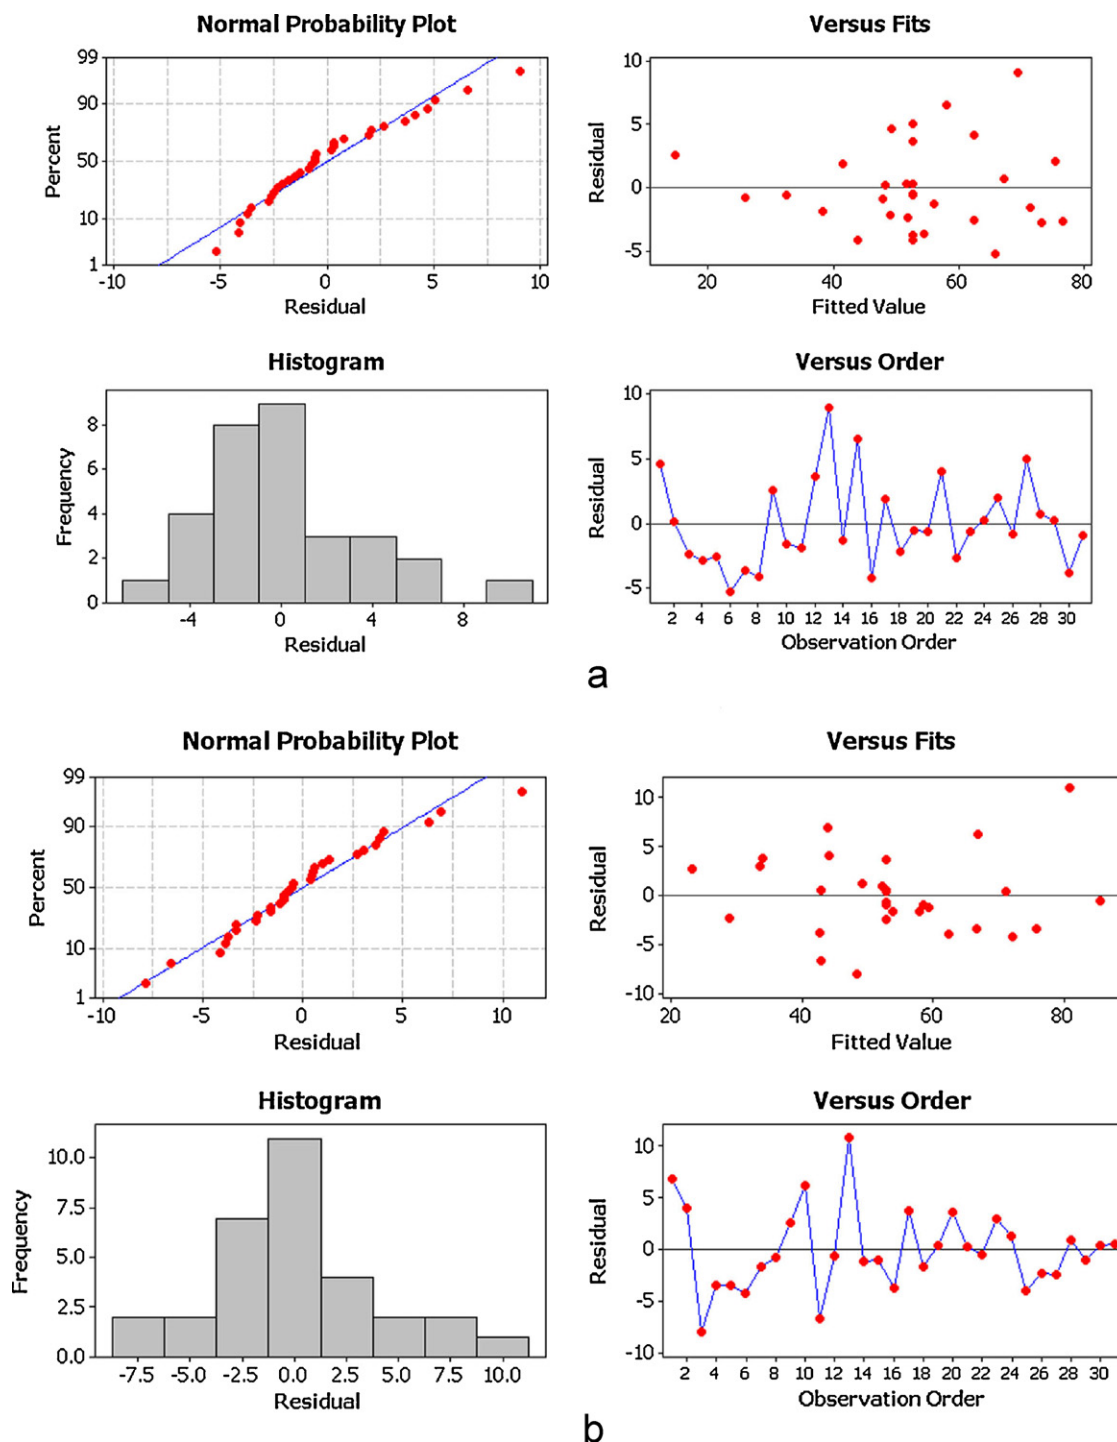 Normal Probability Plot
99
90
50
10
1
Percent
-10 -5 0 5 10
Residual
Versus Fits
10
5
0
-5
Residual
20 40 60 80
Fitted Value
Histogram
8
6
4
2
0
Frequency
-4 0 4 8
Residual
Versus Order
10
5
0
-5
Residual
2 4 6 8 10 12 14 16 18 20 22 24 26 28 30
Observation Order
a
Normal Probability Plot
99
90
50
10
1
Percent
-10 -5 0 5 10
Residual
Versus Fits
10
5
0
-5
-10
Residual
20 40 60 80
Fitted Value
Histogram
10.0
7.5
5.0
2.5
0.0
Frequency
-7.5 -5.0 -2.5 0.0 2.5 5.0 7.5 10.0
Residual
Versus Order
10
5
0
-5
-10
Residual
2 4 6 8 10 12 14 16 18 20 22 24 26 28 30
Observation Order
b